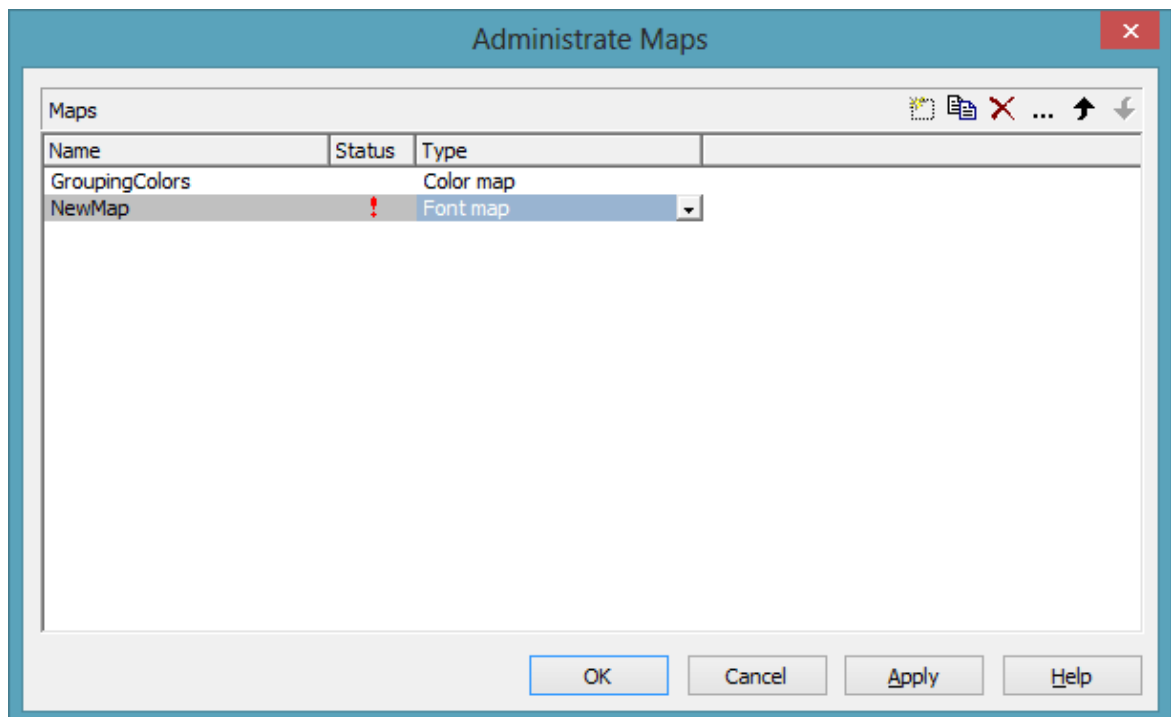 Administrate Maps
Maps
Name Status Type
GroupingColors Color map
NewMap ! Font map
OK Cancel Apply Help